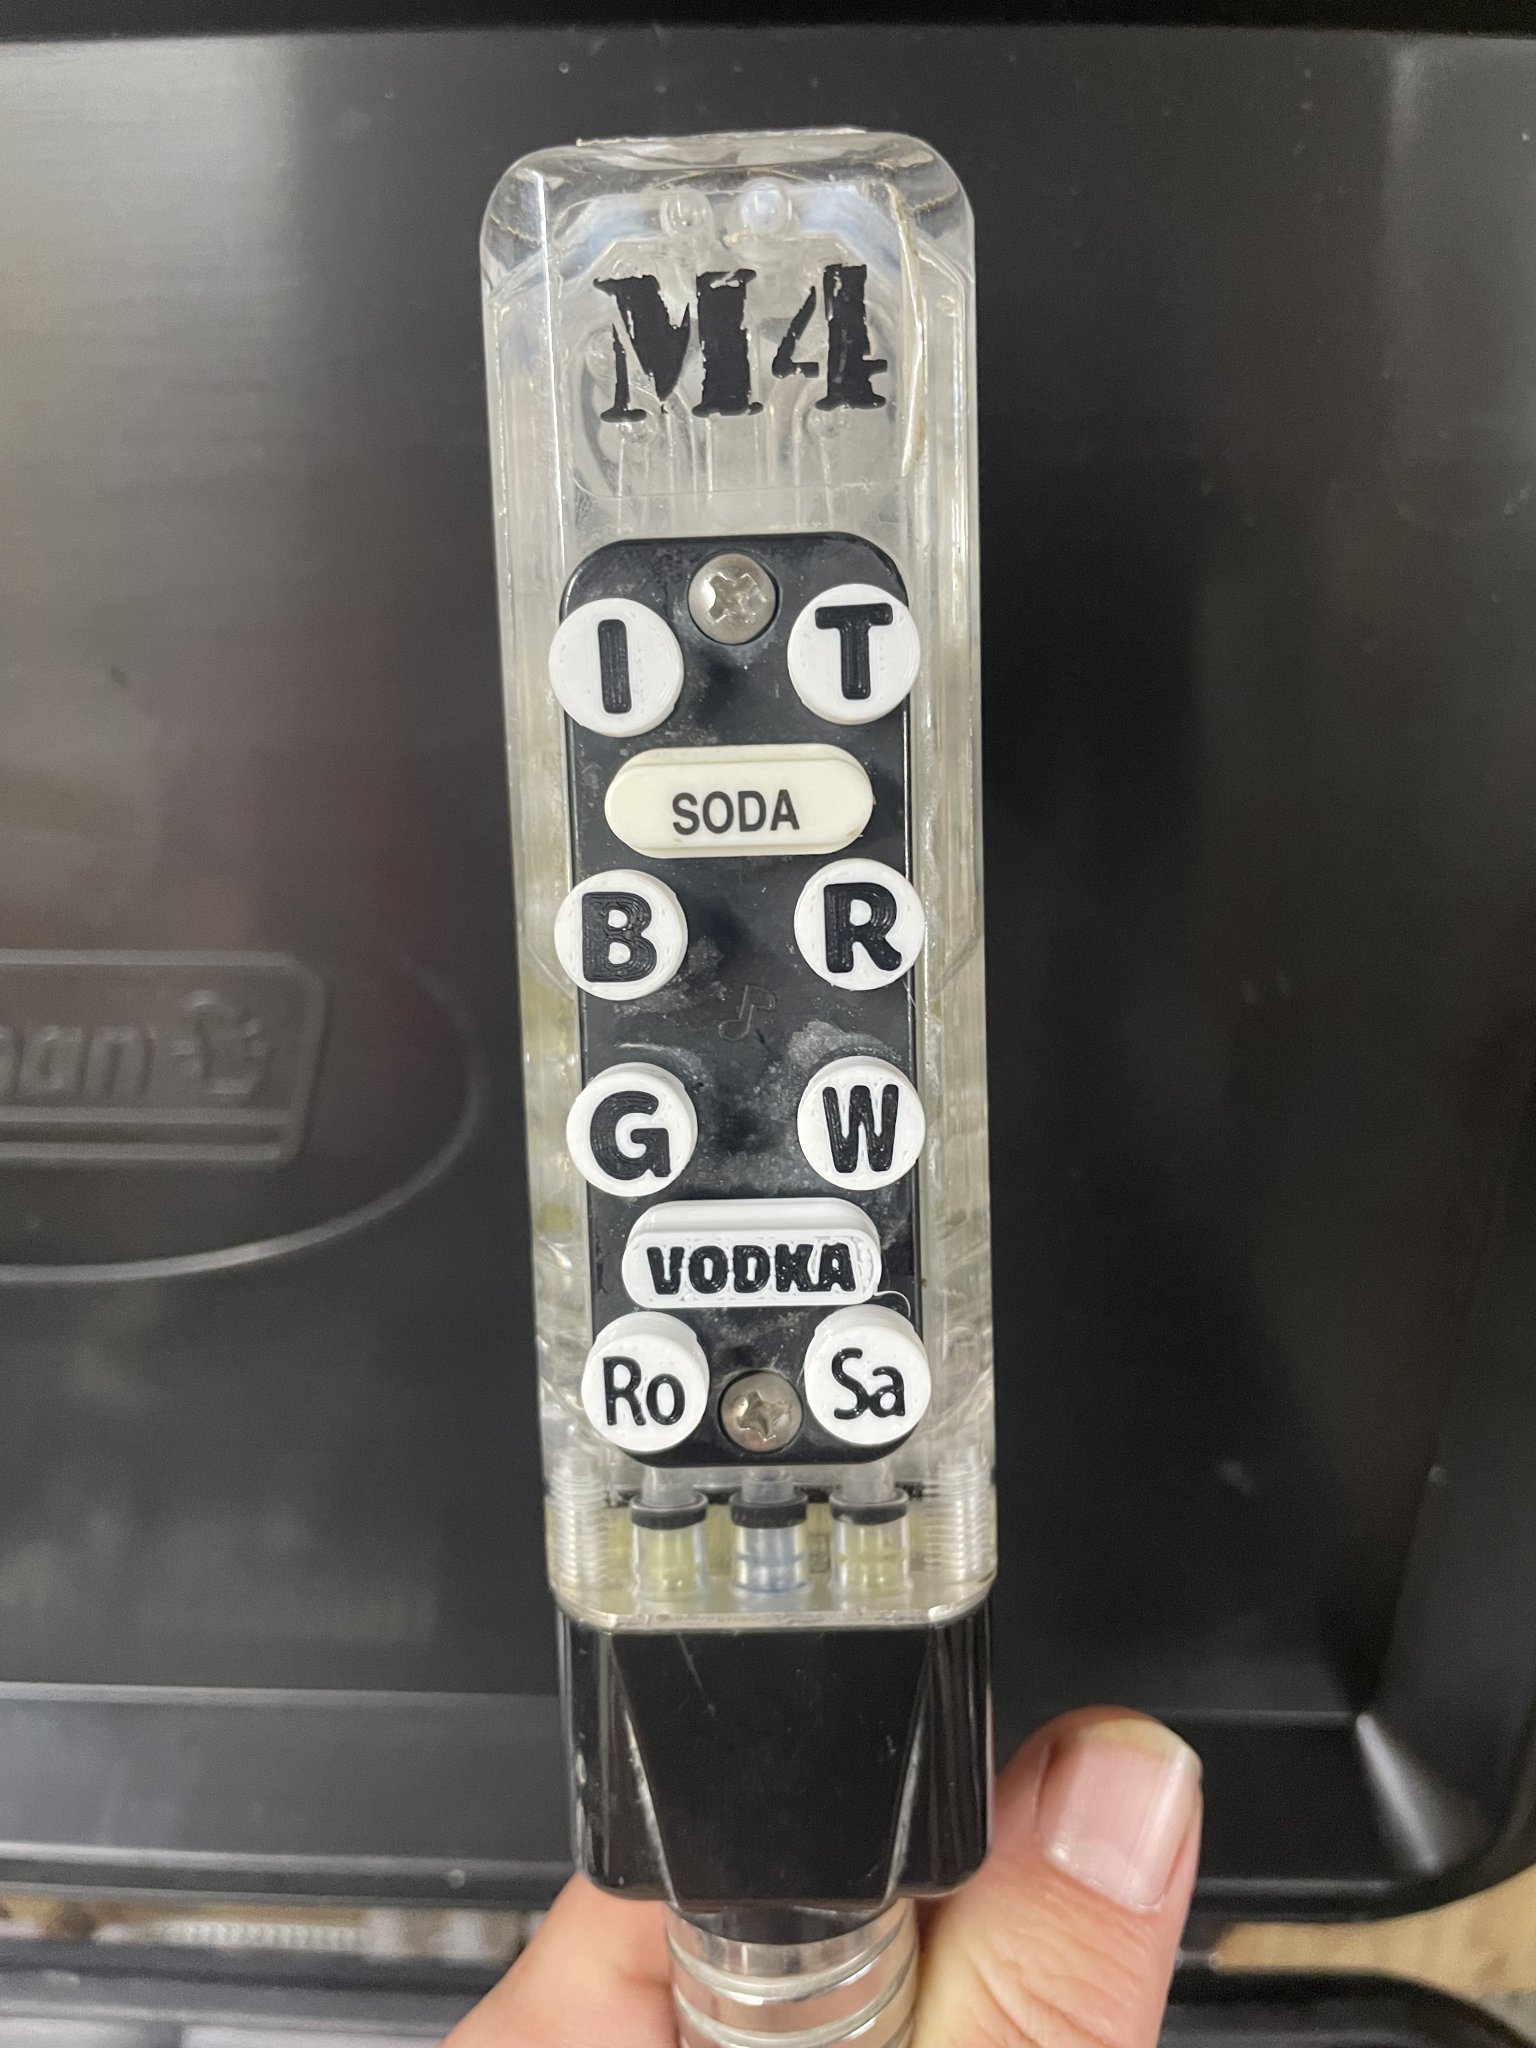 M4
I T
SODA
B R
G W
VODKA
Ro Sa